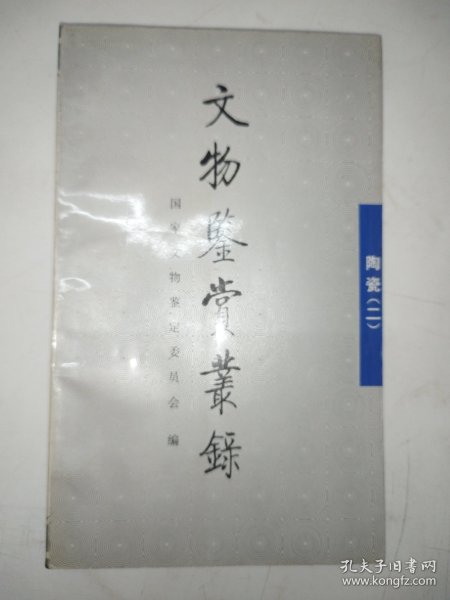 文物鉴賞叢録
国家文物鉴定委员会 编
陶瓷(二)
孔夫子旧书网
www.kongfz.com